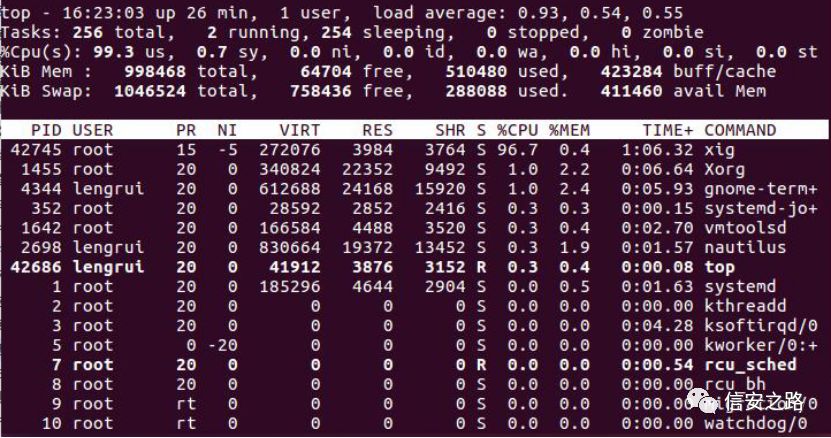 top - 16:23:03 up 26 min,  1 user,  load average: 0.93, 0.54, 0.55
Tasks: 256 total,   2 running, 254 sleeping,   0 stopped,   0 zombie
%Cpu(s): 99.3 us,  0.7 sy,  0.0 ni,  0.0 id,  0.0 wa,  0.0 hi,  0.0 si,  0.0 st
KiB Mem :   998468 total,    64704 free,   510480 used,   423284 buff/cache
KiB Swap:  1046524 total,   758436 free,   288088 used.   411460 avail Mem
PID USER PR NI VIRT RES SHR S %CPU %MEM TIME+ COMMAND
42745 root 15 -5 272076 3984 3764 S 96.7 0.4 1:06.32 xig
1455 root 20 0 340824 22352 9492 S 1.0 2.2 0:06.64 Xorg
4344 lengrui 20 0 612688 24168 15920 S 1.0 2.4 0:05.93 gnome-term+
352 root 20 0 28592 2852 2416 S 0.3 0.3 0:00.15 systemd-jo+
1642 root 20 0 166584 4488 3520 S 0.3 0.4 0:02.70 vmtoolsd
2698 lengrui 20 0 830664 19372 13452 S 0.3 1.9 0:01.57 nautilus
42686 lengrui 20 0 41912 3876 3152 R 0.3 0.4 0:00.08 top
1 root 20 0 185296 4644 2904 S 0.0 0.5 0:01.63 systemd
2 root 20 0 0 0 0 S 0.0 0.0 0:00.00 kthreadd
3 root 20 0 0 0 0 S 0.0 0.0 0:04.28 ksoftirqd/0
5 root 0 -20 0 0 0 S 0.0 0.0 0:00.00 kworker/0:+
7 root 20 0 0 0 0 R 0.0 0.0 0:00.54 rcu_sched
8 root 20 0 0 0 0 S 0.0 0.0 0:00.00 rcu_bh
9 root rt 0 0 0 0 S 0.0 0.0 0:00.00
10 root rt 0 0 0 0 S 0.0 0.0 0:00.00 watchdog/0
信安之路